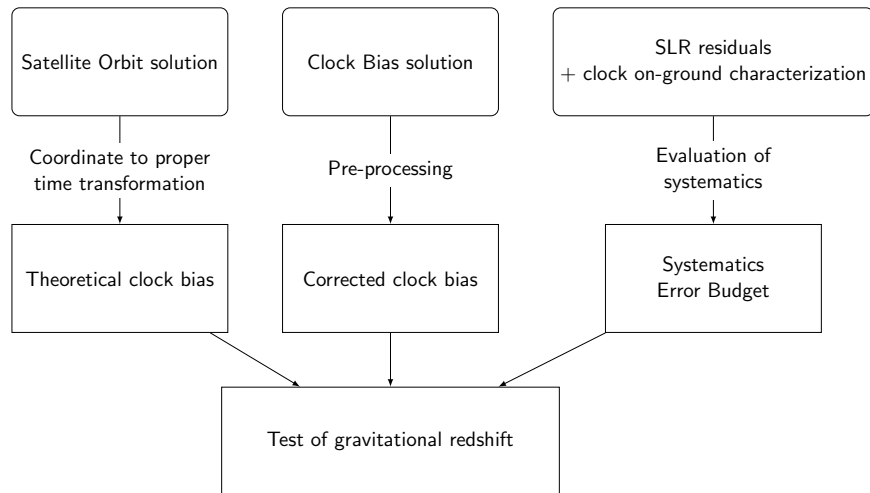 Satellite Orbit solution
Clock Bias solution
SLR residuals
+ clock on-ground characterization
Coordinate to proper
time transformation
Pre-processing
Evaluation of
systematics
Theoretical clock bias
Corrected clock bias
Systematics
Error Budget
Test of gravitational redshift